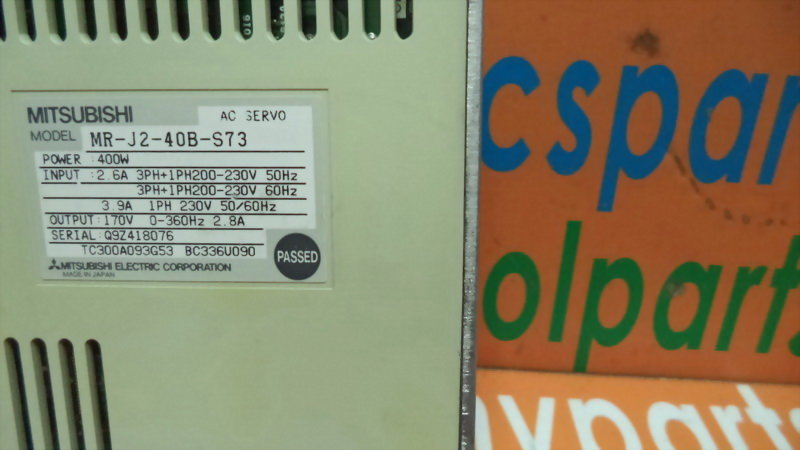 MITSUBISHI
AC SERVO
MODEL MR-J2-40B-S73
POWER :400W
INPUT :2.6A 3PH+1PH200-230V 50Hz
3PH+1PH200-230V 60Hz
3.9A 1PH 230V 50/60Hz
OUTPUT:170V 0-360Hz 2.8A
SERIAL:Q9Z418076
TC300A093G53 BC336U090
PASSED
MITSUBISHI ELECTRIC CORPORATION
MADE IN JAPAN
cspar
olparts
yparts